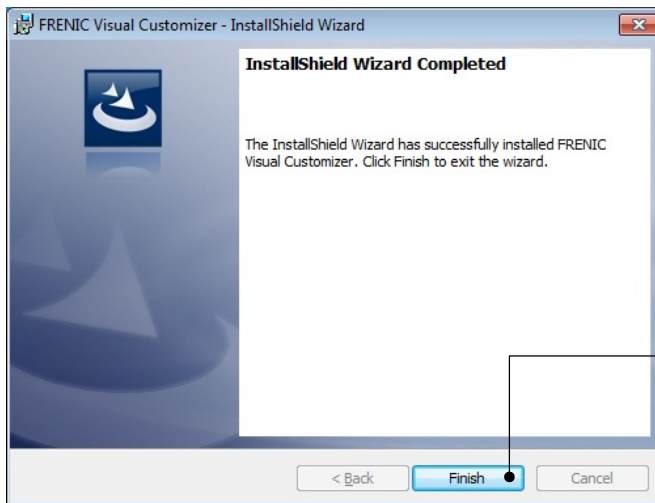 FRENIC Visual Customizer - InstallShield Wizard
InstallShield Wizard Completed
The InstallShield Wizard has successfully installed FRENIC
Visual Customizer. Click Finish to exit the wizard.
< Back
Finish
Cancel